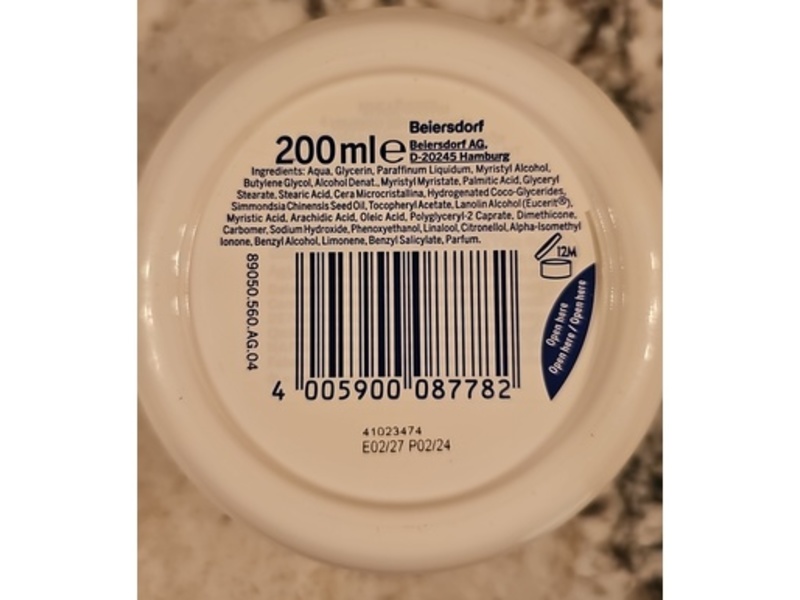 Beiersdorf
200ml℮ Beiersdorf AG,
D-20245 Hamburg
Ingredients: Aqua, Glycerin, Paraffinum Liquidum, Myristyl Alcohol,
Butylene Glycol, Alcohol Denat., Myristyl Myristate, Palmitic Acid, Glyceryl
Stearate, Stearic Acid, Cera Microcristallina, Hydrogenated Coco-Glycerides,
Simmondsia Chinensis Seed Oil, Tocopheryl Acetate, Lanolin Alcohol (Eucerit®),
Myristic Acid, Arachidic Acid, Oleic Acid, Polyglyceryl-2 Caprate, Dimethicone,
Carbomer, Sodium Hydroxide, Phenoxyethanol, Linalool, Citronellol, Alpha-Isomethyl
Ionone, Benzyl Alcohol, Limonene, Benzyl Salicylate, Parfum.
12M
89050.560.AG.04
Open here
Open here / Open here
4 005900 087782
41023474
E02/27 P02/24